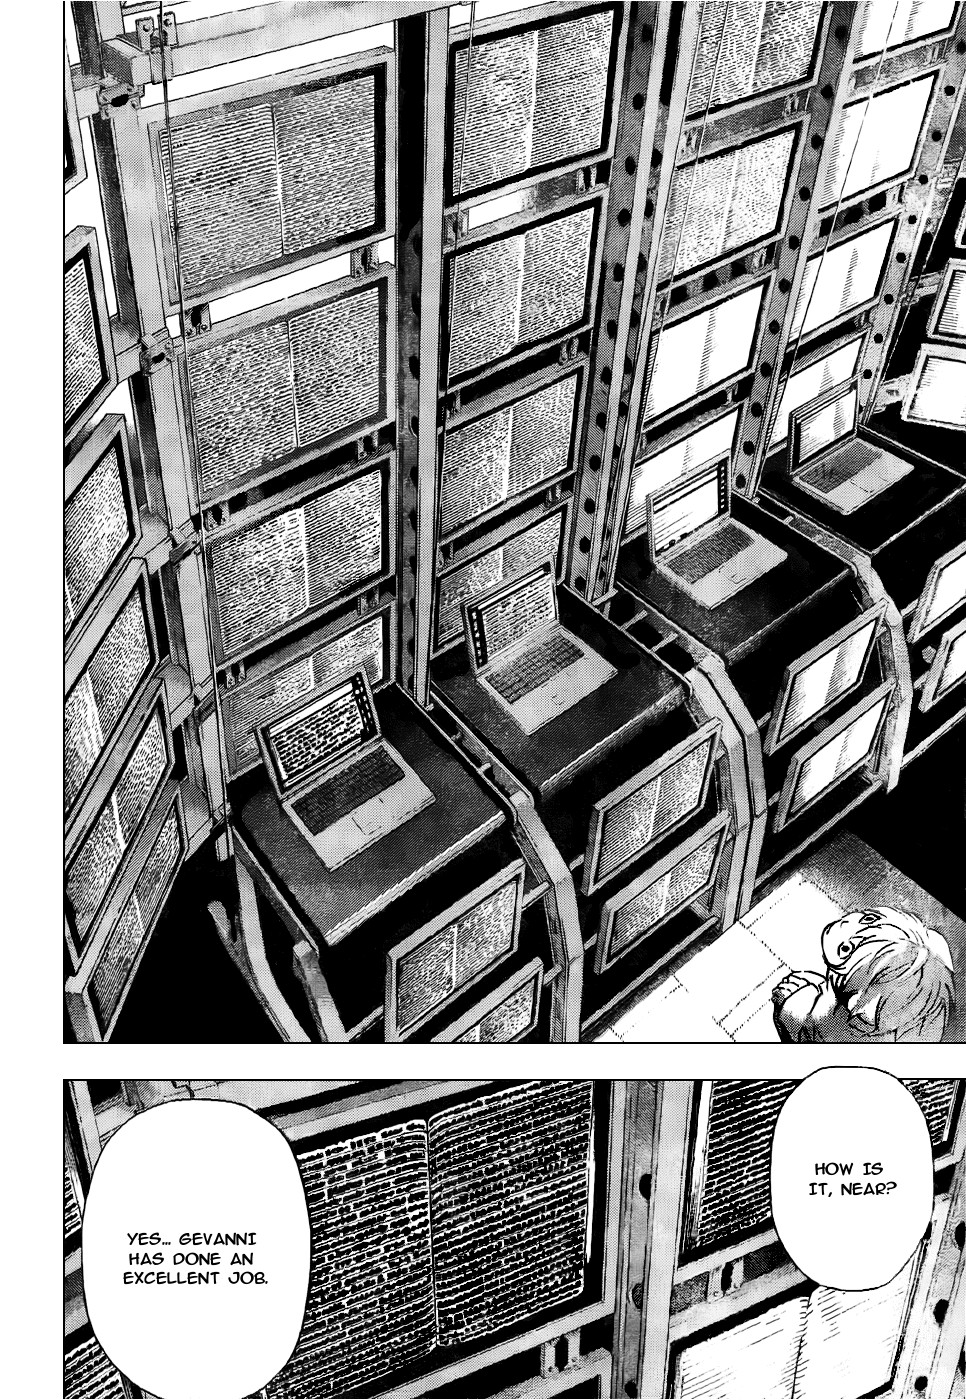 HOW IS
IT, NEAR?
YES... GEVANNI
HAS DONE AN
EXCELLENT JOB.